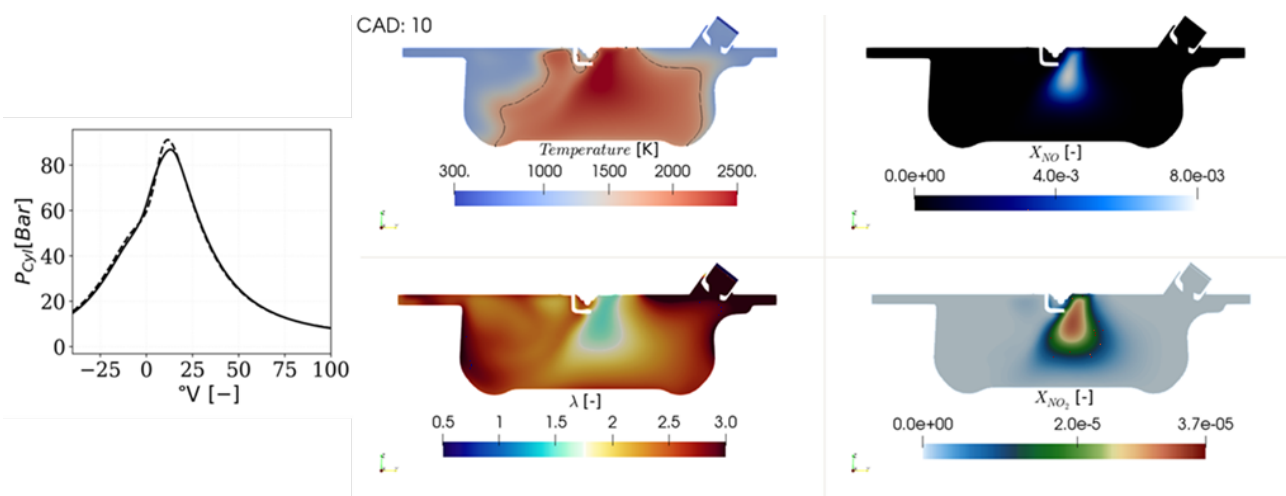 CAD: 10
P_Cyl[Bar]
80
60
40
20
0
−25 0 25 50 75 100
°V [−]
Temperature [K]
300. 1000 1500 2000 2500.
X_NO [-]
0.0e+00 4.0e-3 8.0e-03
λ [-]
0.5 1 1.5 2 2.5 3.0
X_NO₂ [-]
0.0e+00 2.0e-5 3.7e-05